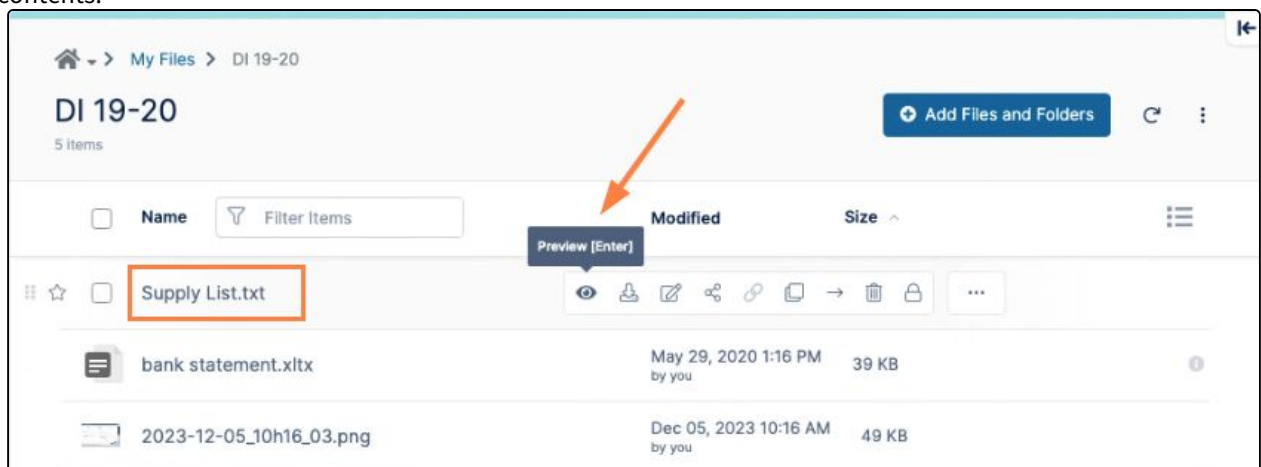 contents.
My Files > DI 19-20
DI 19-20
5 items
Add Files and Folders
Name
Filter Items
Modified
Size
Preview [Enter]
Supply List.txt
bank statement.xltx
May 29, 2020 1:16 PM
by you
39 KB
2023-12-05_10h16_03.png
Dec 05, 2023 10:16 AM
by you
49 KB